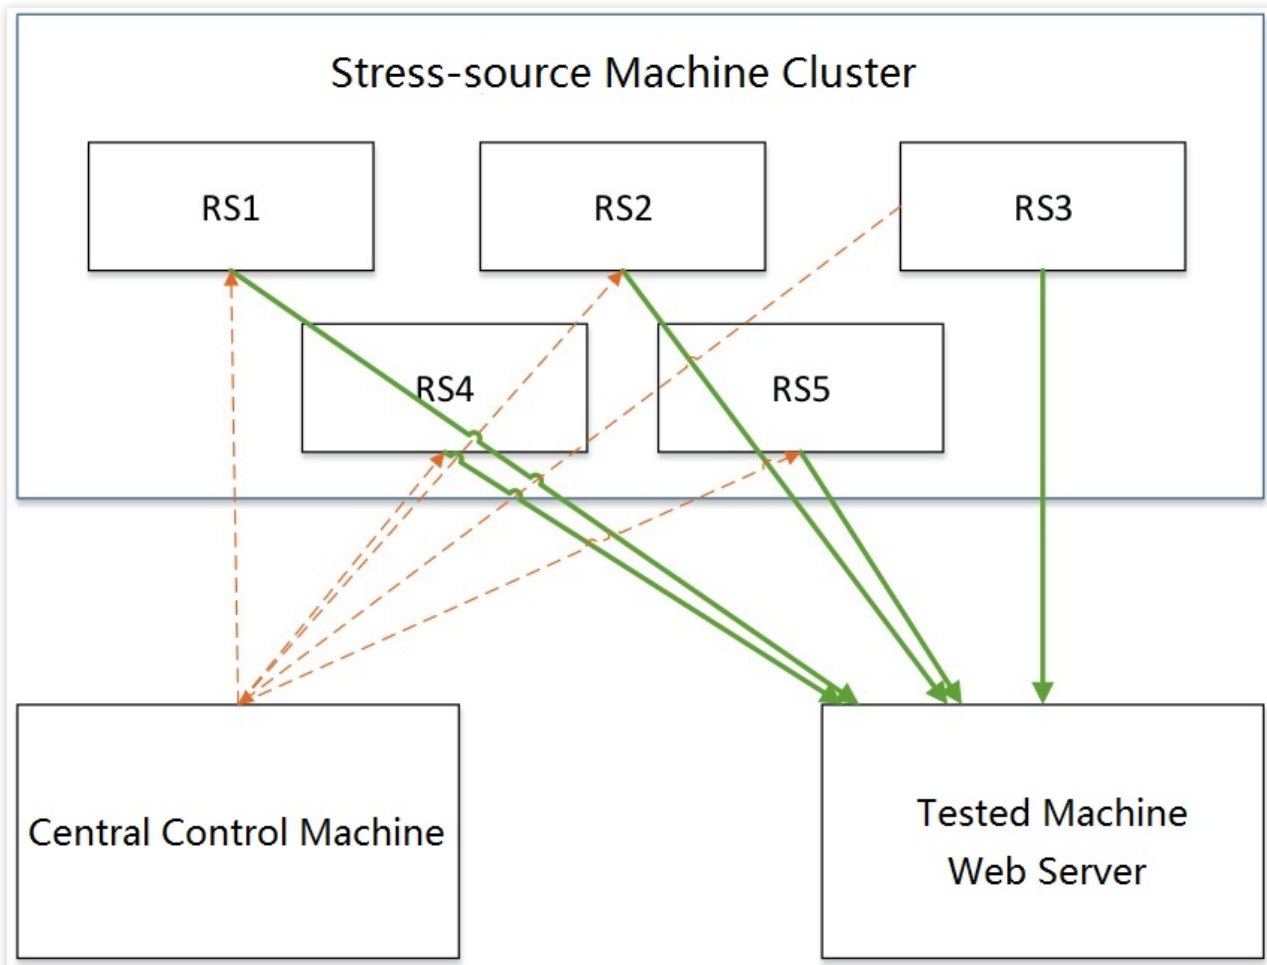 Stress-source Machine Cluster
RS1
RS2
RS3
RS4
RS5
Central Control Machine
Tested Machine
Web Server